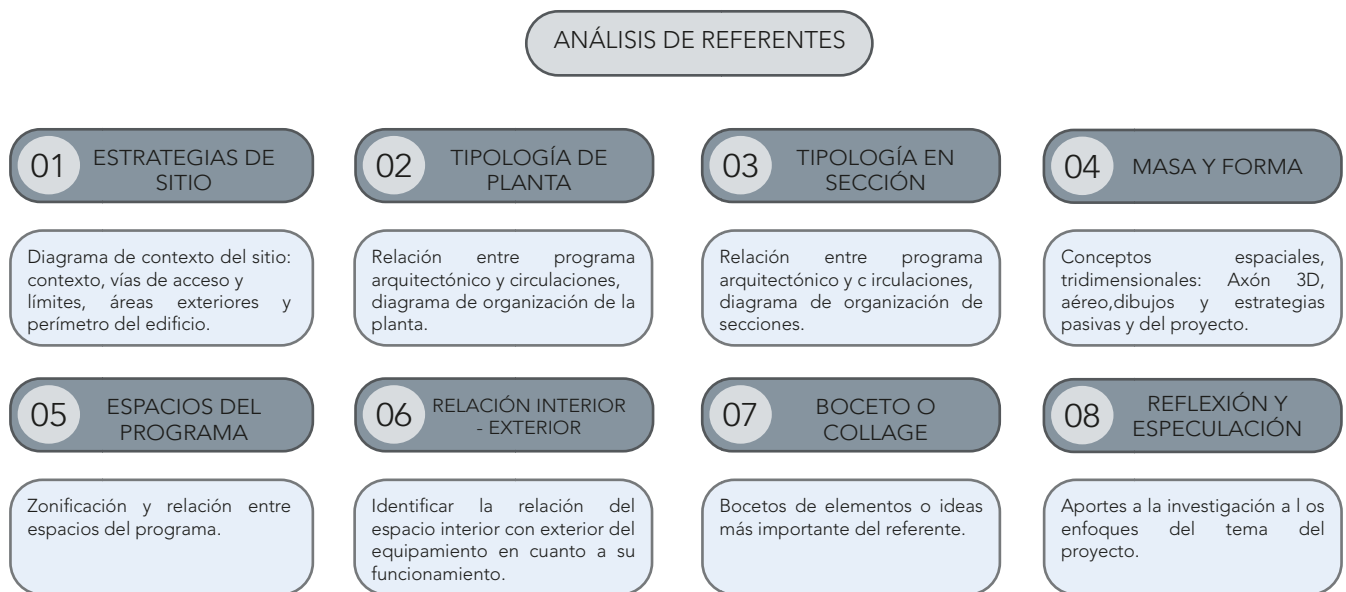 ANÁLISIS DE REFERENTES
01
ESTRATEGIAS DE
SITIO
Diagrama de contexto del sitio:
contexto, vías de acceso y
límites, áreas exteriores y
perímetro del edificio.
02
TIPOLOGÍA DE
PLANTA
Relación entre programa
arquitectónico y circulaciones,
diagrama de organización de la
planta.
03
TIPOLOGÍA EN
SECCIÓN
Relación entre programa
arquitectónico y c irculaciones,
diagrama de organización de
secciones.
04
MASA Y FORMA
Conceptos espaciales,
tridimensionales: Axón 3D,
aéreo,dibujos y estrategias
pasivas y del proyecto.
05
ESPACIOS DEL
PROGRAMA
Zonificación y relación entre
espacios del programa.
06
RELACIÓN INTERIOR
- EXTERIOR
Identificar la relación del
espacio interior con exterior del
equipamiento en cuanto a su
funcionamiento.
07
BOCETO O
COLLAGE
Bocetos de elementos o ideas
más importante del referente.
08
REFLEXIÓN Y
ESPECULACIÓN
Aportes a la investigación a l os
enfoques del tema del
proyecto.